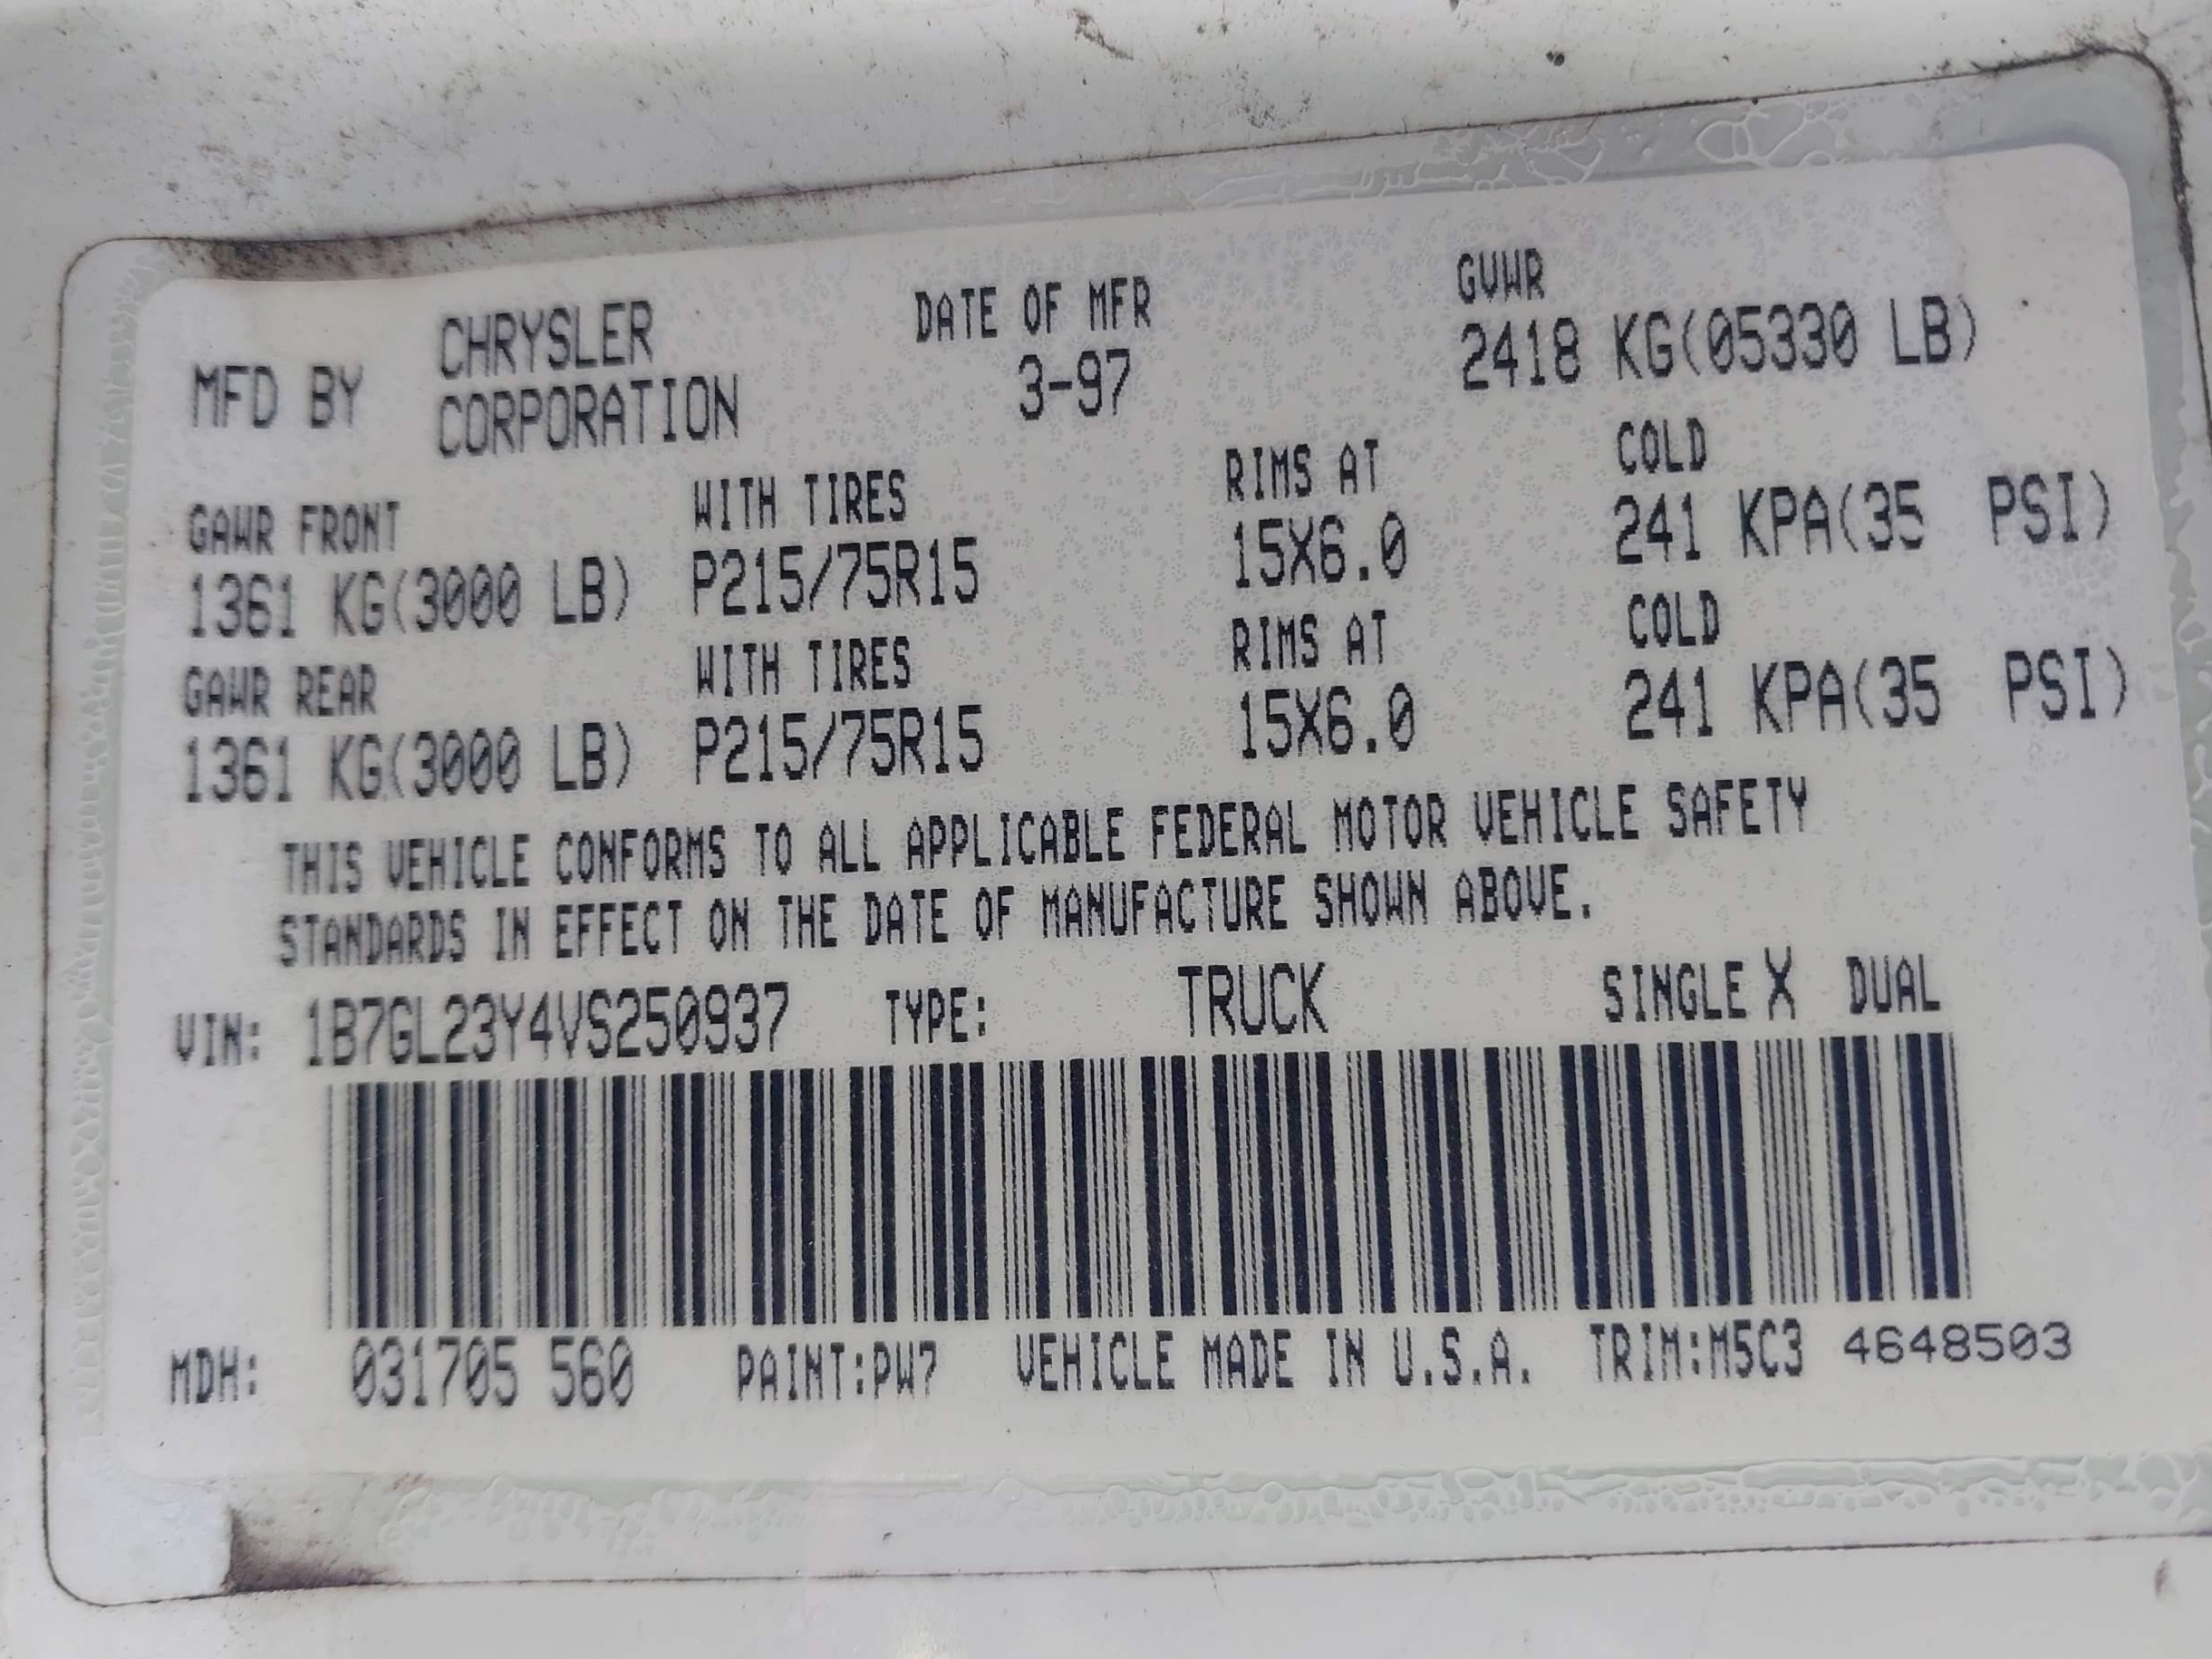 MFD BY CHRYSLER CORPORATION DATE OF MFR 3-97 GVWR 2418 KG(05330 LB)
GAWR FRONT WITH TIRES RIMS AT COLD
1361 KG(3000 LB) P215/75R15 15X6.0 241 KPA(35 PSI)
GAWR REAR WITH TIRES RIMS AT COLD
1361 KG(3000 LB) P215/75R15 15X6.0 241 KPA(35 PSI)
THIS VEHICLE CONFORMS TO ALL APPLICABLE FEDERAL MOTOR VEHICLE SAFETY
STANDARDS IN EFFECT ON THE DATE OF MANUFACTURE SHOWN ABOVE.
VIN: 1B7GL23Y4VS250937 TYPE: TRUCK SINGLE X DUAL
MDH: 031705 560 PAINT:PW7 VEHICLE MADE IN U.S.A. TRIM:M5C3 4648503